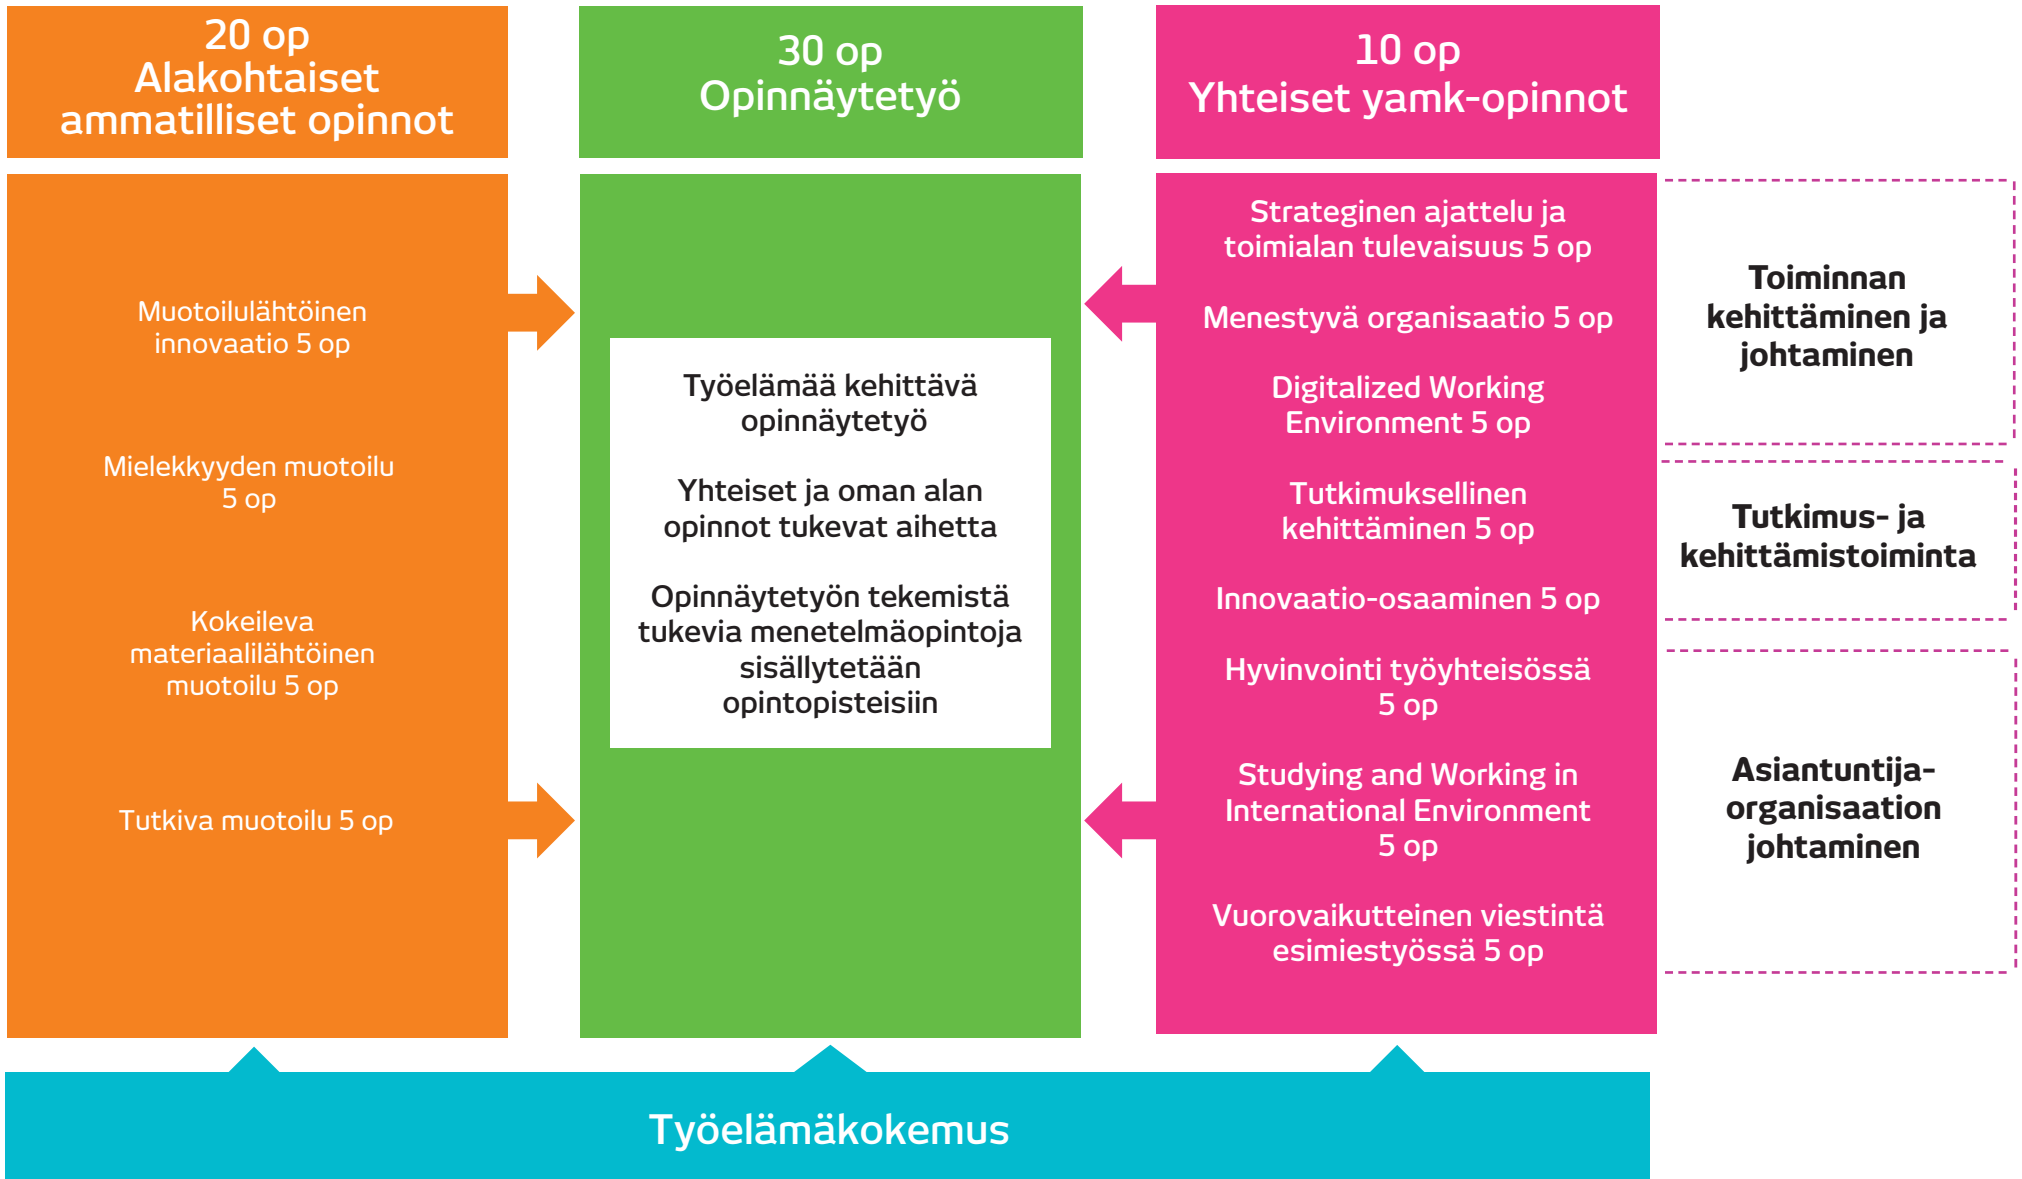 20 op
Alakohtaiset
ammatilliset opinnot
30 op
Opinnäytetyö
10 op
Yhteiset yamk-opinnot
Muotoilulähtöinen
innovaatio 5 op
Mielekkyyden muotoilu
5 op
Kokeileva
materiaalilähtöinen
muotoilu 5 op
Tutkiva muotoilu 5 op
Työelämää kehittävä
opinnäytetyö
Yhteiset ja oman alan
opinnot tukevat aihetta
Opinnäytetyön tekemistä
tukevia menetelmäopintoja
sisällytetään
opintopisteisiin
Strateginen ajattelu ja
toimialan tulevaisuus 5 op
Menestyvä organisaatio 5 op
Digitalized Working
Environment 5 op
Tutkimuksellinen
kehittäminen 5 op
Innovaatio-osaaminen 5 op
Hyvinvointi työyhteisössä
5 op
Studying and Working in
International Environment
5 op
Vuorovaikutteinen viestintä
esimiestyössä 5 op
Toiminnan
kehittäminen ja
johtaminen
Tutkimus- ja
kehittämistoiminta
Asiantuntija-
organisaation
johtaminen
Työelämäkokemus